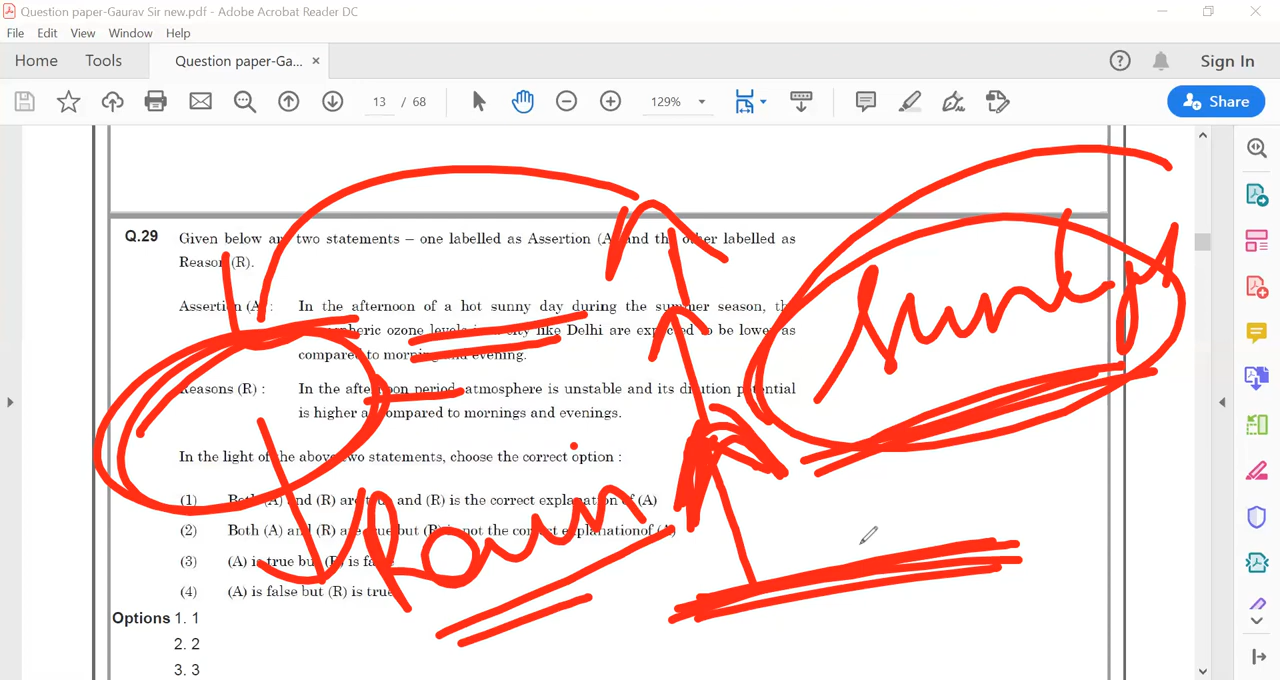 Question paper-Gaurav Sir new.pdf - Adobe Acrobat Reader DC
File Edit View Window Help
Home Tools Question paper-Ga... × Sign In
13 / 68 129% Share
Q.29 Given below are two statements – one labelled as Assertion (A) and the other labelled as
Reason (R).
Assertion (A) : In the afternoon of a hot sunny day during the summer season, the
atmospheric ozone levels in a city like Delhi are expected to be lower as
compared to morning and evening.
Reasons (R) : In the afternoon period, atmosphere is unstable and its dilution potential
is higher as compared to mornings and evenings.
In the light of the above two statements, choose the correct option :
(1) Both (A) and (R) are true and (R) is the correct explanation of (A)
(2) Both (A) and (R) are true but (R) is not the correct explanationof (A)
(3) (A) is true but (R) is false
(4) (A) is false but (R) is true
Options 1. 1
2. 2
3. 3